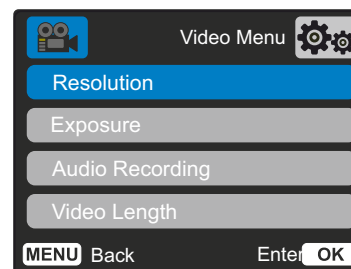 Video Menu
Resolution
Exposure
Audio Recording
Video Length
MENU Back Enter OK